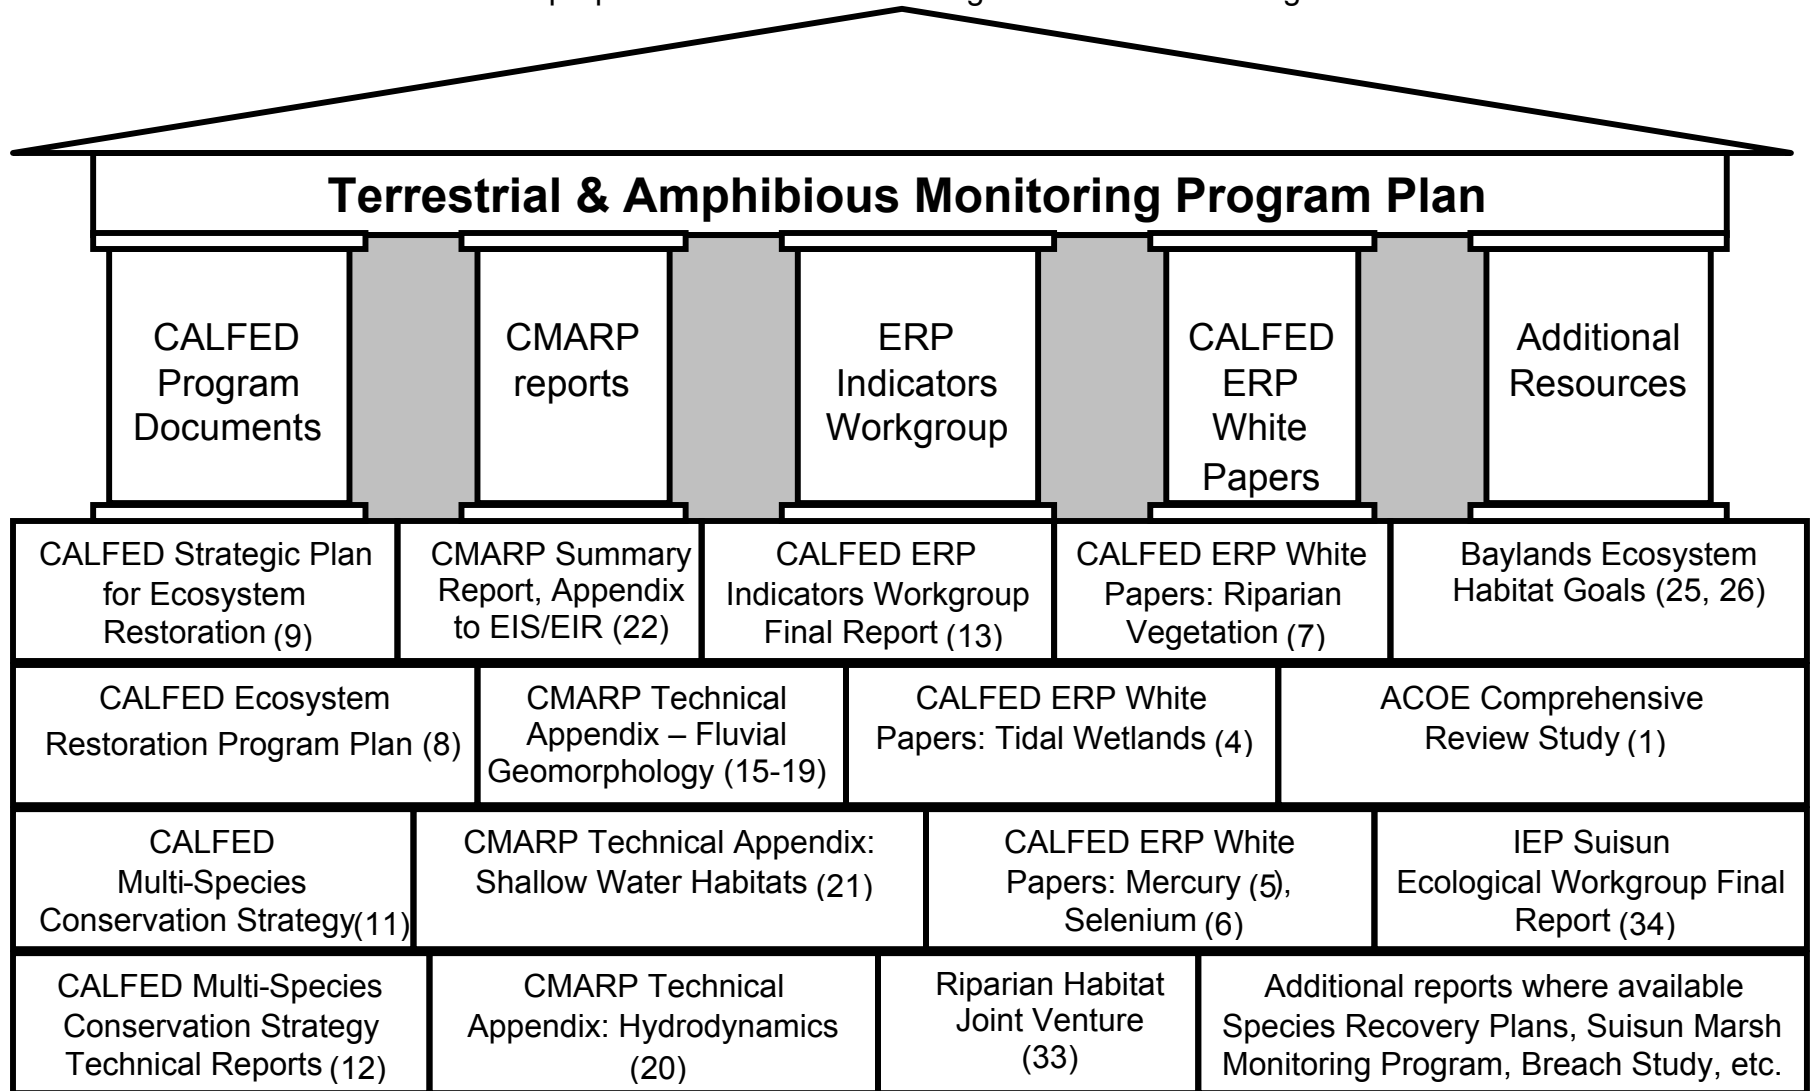 Terrestrial & Amphibious Monitoring Program Plan
CALFED
Program
Documents
CMARP
reports
ERP
Indicators
Workgroup
CALFED
ERP
White
Papers
Additional
Resources
CALFED Strategic Plan
for Ecosystem
Restoration (9)
CMARP Summary
Report, Appendix
to EIS/EIR (22)
CALFED ERP
Indicators Workgroup
Final Report (13)
CALFED ERP White
Papers: Riparian
Vegetation (7)
Baylands Ecosystem
Habitat Goals (25, 26)
CALFED Ecosystem
Restoration Program Plan (8)
CMARP Technical
Appendix – Fluvial
Geomorphology (15-19)
CALFED ERP White
Papers: Tidal Wetlands (4)
ACOE Comprehensive
Review Study (1)
CALFED
Multi-Species
Conservation Strategy(11)
CMARP Technical Appendix:
Shallow Water Habitats (21)
CALFED ERP White
Papers: Mercury (5),
Selenium (6)
IEP Suisun
Ecological Workgroup Final
Report (34)
CALFED Multi-Species
Conservation Strategy
Technical Reports (12)
CMARP Technical
Appendix: Hydrodynamics
(20)
Riparian Habitat
Joint Venture
(33)
Additional reports where available
Species Recovery Plans, Suisun Marsh
Monitoring Program, Breach Study, etc.